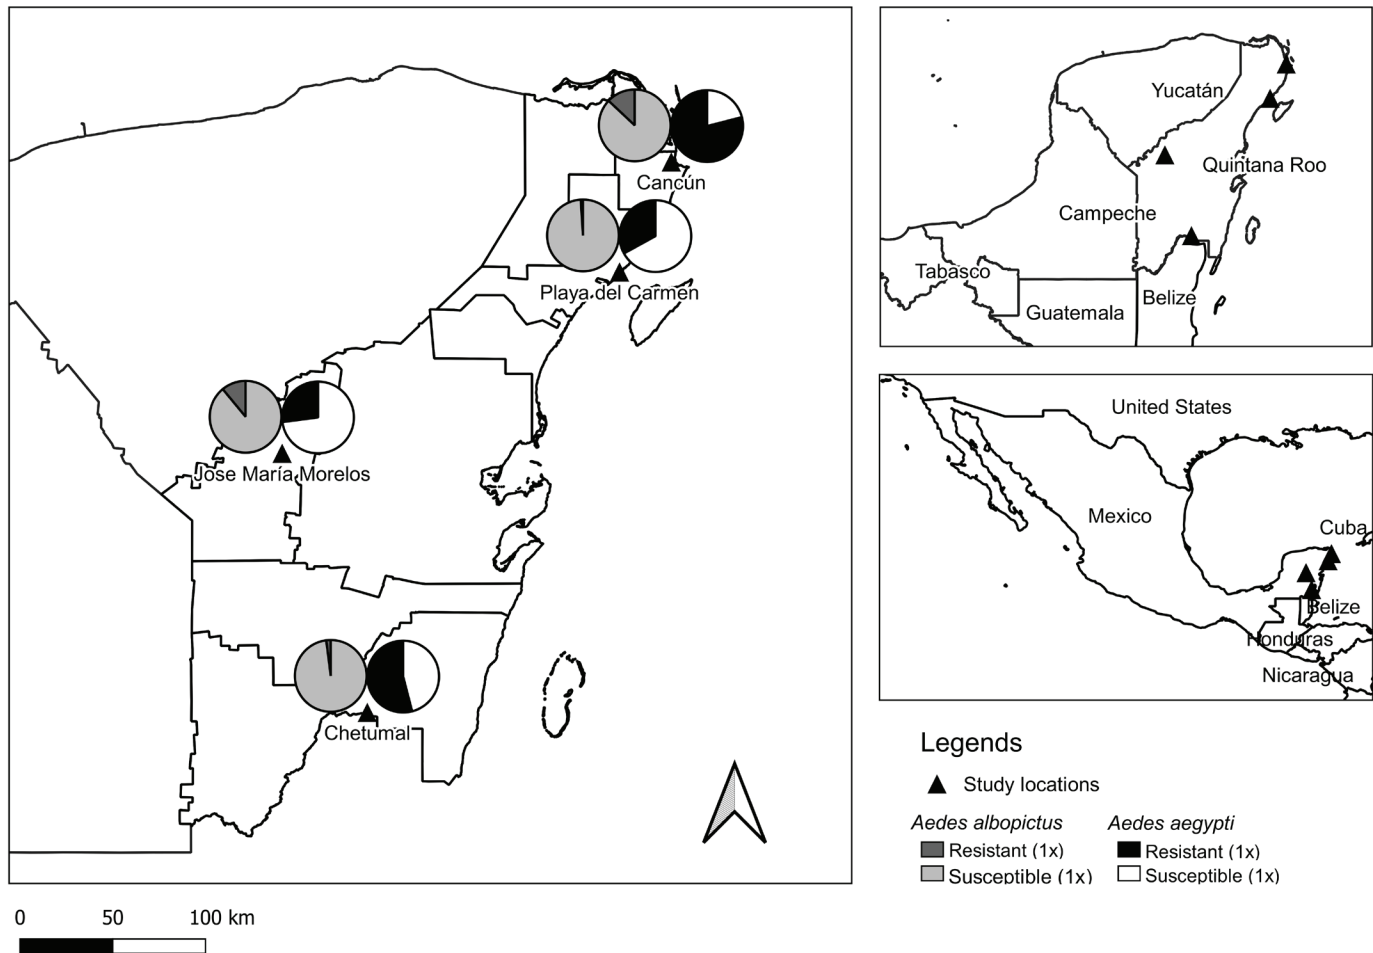 Cancún
Playa del Carmen
Jose María Morelos
Chetumal
0 50 100 km
Yucatán
Quintana Roo
Campeche
Tabasco
Belize
Guatemala
United States
Mexico
Cuba
Belize
Honduras
Nicaragua
Legends
Study locations
Aedes albopictus Aedes aegypti
Resistant (1x) Resistant (1x)
Susceptible (1x) Susceptible (1x)